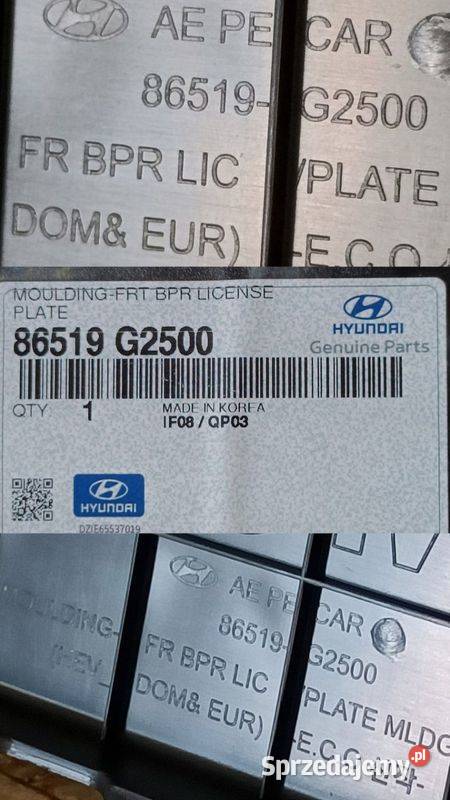 AE PE CAR
86519-G2500
FR BPR LIC /PLATE
DOM& EUR) -E.C.O
MOULDING-FRT BPR LICENSE
PLATE
HYUNDAI
86519 G2500
Genuine Parts
QTY 1
MADE IN KOREA
IF08 / QP03
HYUNDAI
DZIE65537019
AE PE CAR
MOULDING-
86519-G2500
(HEV_
FR BPR LIC /PLATE MLDG
DOM& EUR) -E.C.O
Sprzedajemy.pl